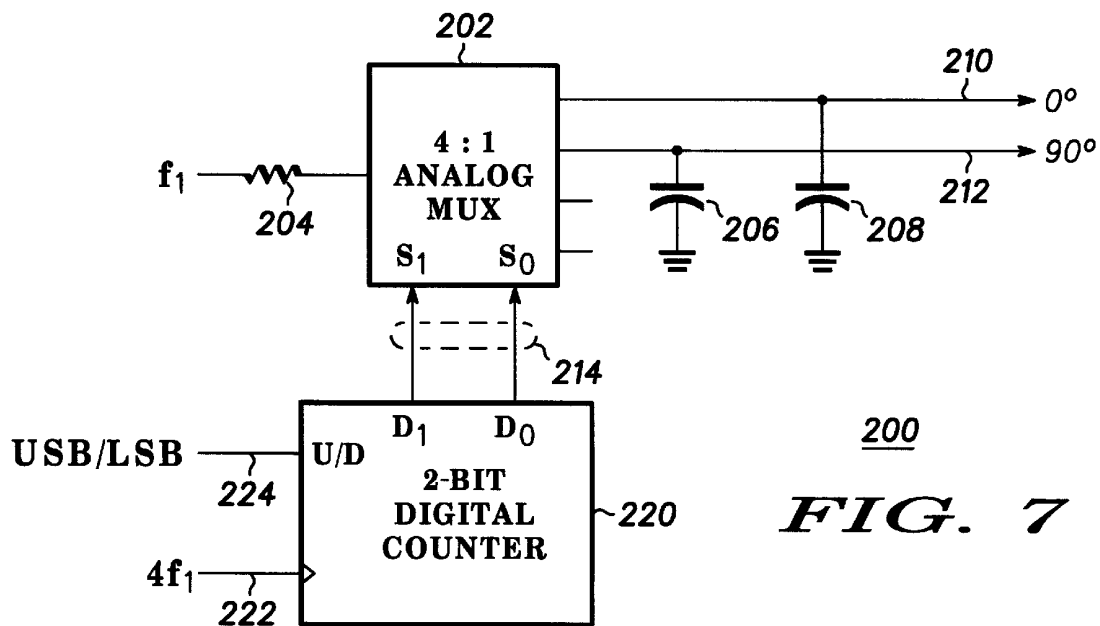 202
210
0°
4 : 1
ANALOG
MUX
90°
212
f1
204
206
208
S1 S0
214
D1 D0
USB/LSB
U/D
224
2-BIT
DIGITAL
COUNTER
220
200
FIG. 7
4f1
222